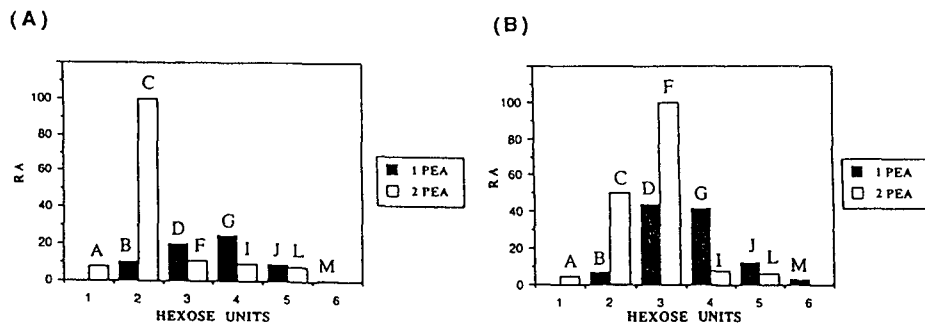 (A)
C
100
80
60
40
20
0
RA
A
B
D
F
G
I
J
L
M
1 2 3 4 5 6
HEXOSE UNITS
1 PEA
2 PEA
(B)
F
100
80
60
40
20
0
RA
A
B
C
D
G
I
J
L
M
1 2 3 4 5 6
HEXOSE UNITS
1 PEA
2 PEA